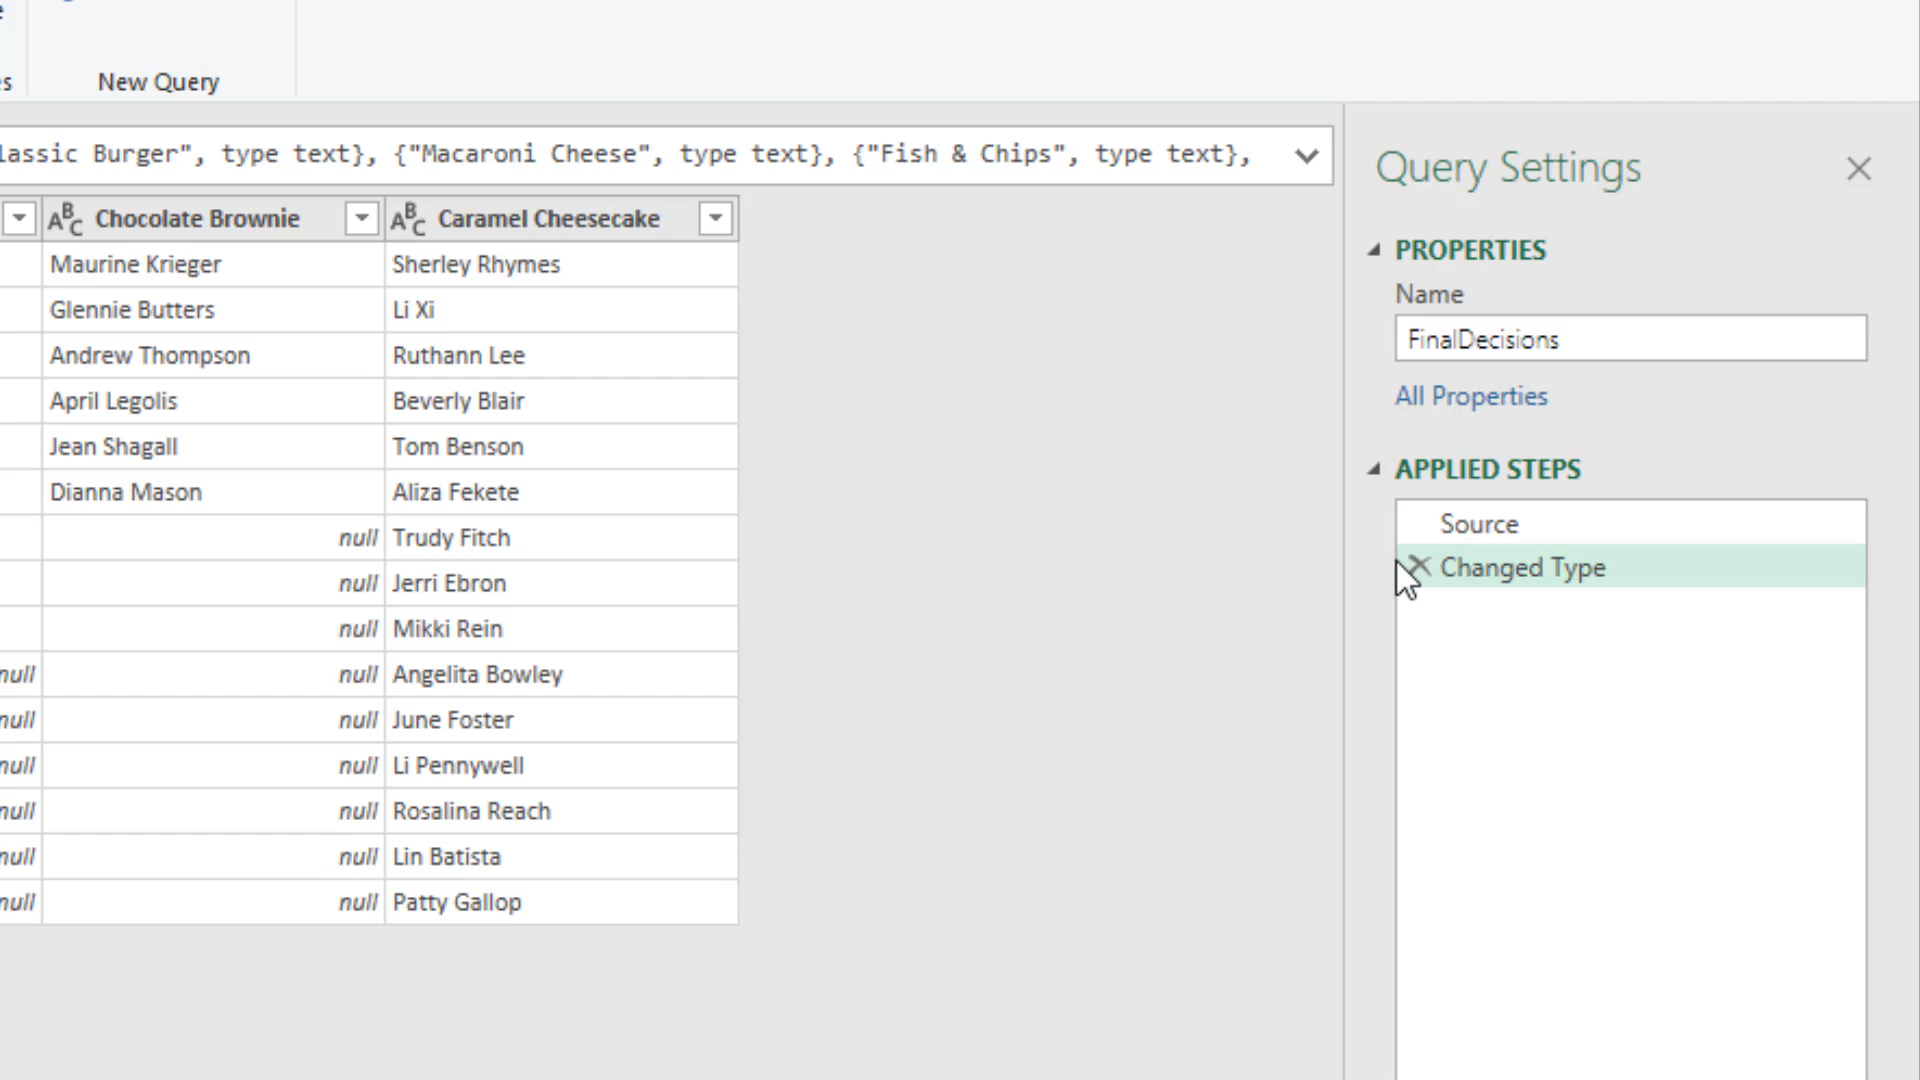 New Query
lassic Burger", type text}, {"Macaroni Cheese", type text}, {"Fish & Chips", type text},
ABC Chocolate Brownie ABC Caramel Cheesecake
Maurine Krieger Sherley Rhymes
Glennie Butters Li Xi
Andrew Thompson Ruthann Lee
April Legolis Beverly Blair
Jean Shagall Tom Benson
Dianna Mason Aliza Fekete
null Trudy Fitch
null Jerri Ebron
null Mikki Rein
null null Angelita Bowley
null null June Foster
null null Li Pennywell
null null Rosalina Reach
null null Lin Batista
null null Patty Gallop
Query Settings
PROPERTIES
Name
FinalDecisions
All Properties
APPLIED STEPS
Source
Changed Type